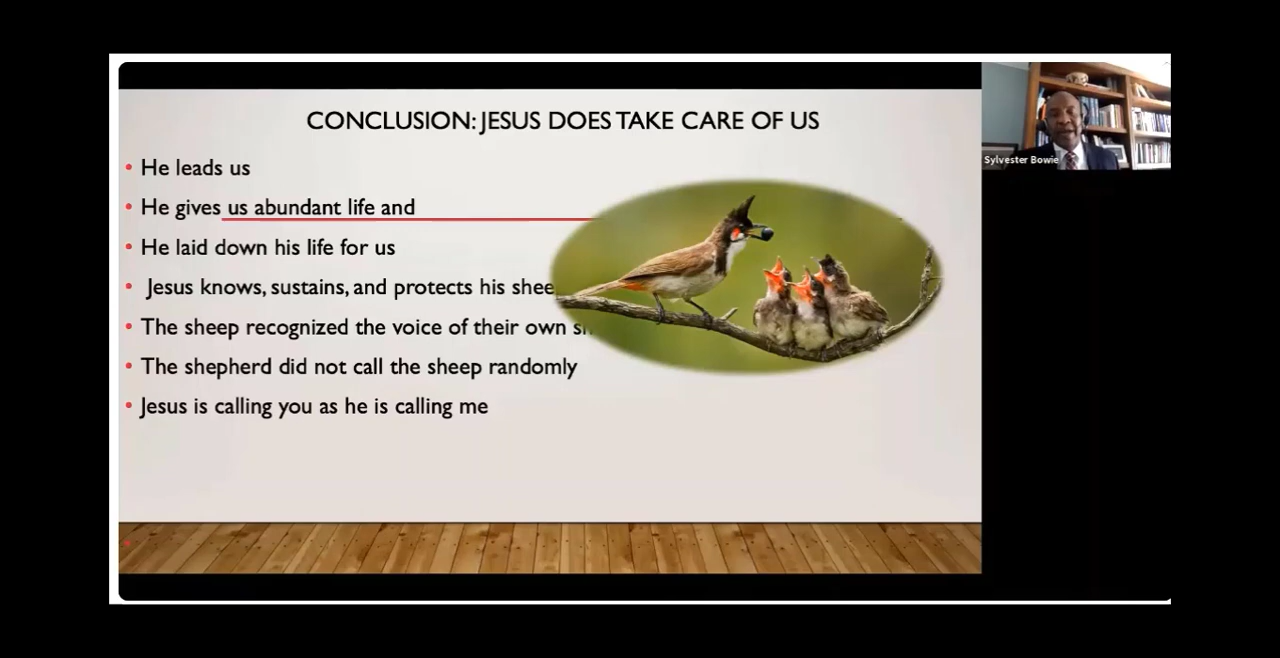 CONCLUSION: JESUS DOES TAKE CARE OF US
• He leads us
• He gives us abundant life and
• He laid down his life for us
• Jesus knows, sustains, and protects his
• The sheep recognized the voice of their own
• The shepherd did not call the sheep randomly
• Jesus is calling you as he is calling me
Sylvester Bowie